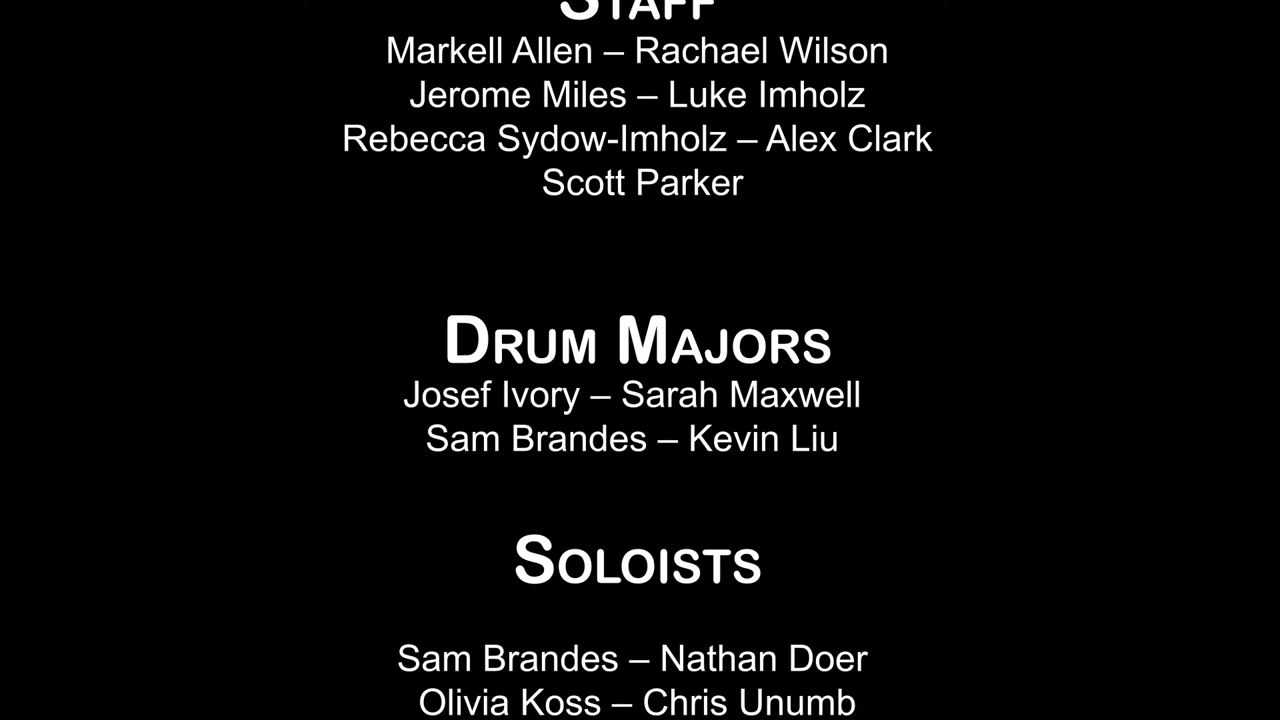 STAFF
Markell Allen – Rachael Wilson
Jerome Miles – Luke Imholz
Rebecca Sydow-Imholz – Alex Clark
Scott Parker
DRUM MAJORS
Josef Ivory – Sarah Maxwell
Sam Brandes – Kevin Liu
SOLOISTS
Sam Brandes – Nathan Doer
Olivia Koss – Chris Unumb